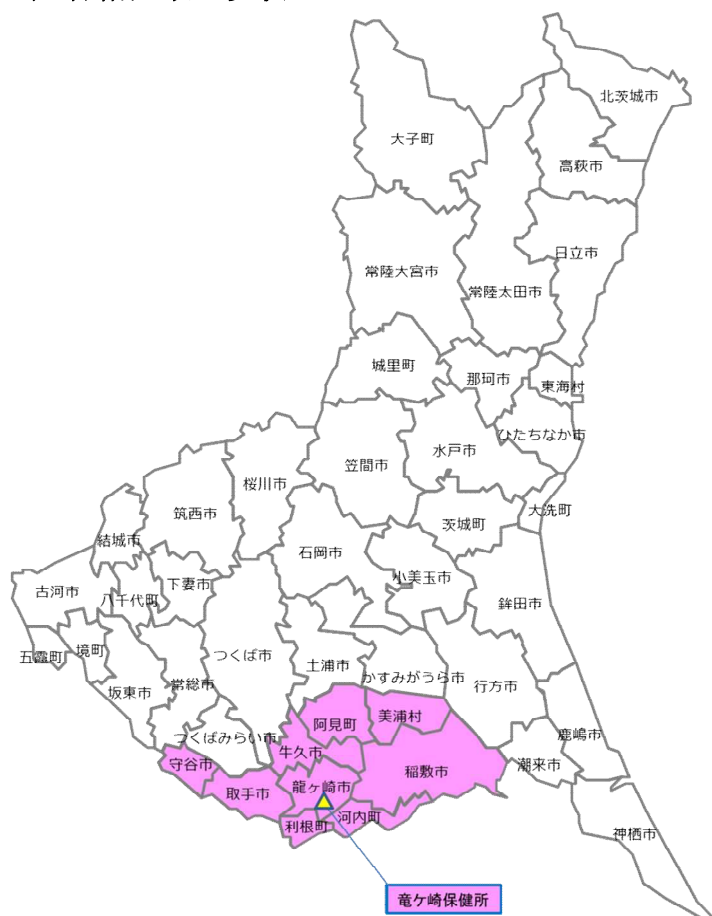 北茨城市
大子町
高萩市
日立市
常陸大宮市
常陸太田市
城里町
那珂市
東海村
ひたちなか市
水戸市
笠間市
桜川市
筑西市
大洗町
茨城町
結城市
石岡市
小美玉市
下妻市
古河市
八千代町
鉾田市
五霞町
境町
つくば市
土浦市
かすみがうら市
常総市
坂東市
行方市
阿見町
美浦村
鹿嶋市
つくばみらい市
牛久市
守谷市
稲敷市
潮来市
龍ヶ崎市
取手市
河内町
利根町
神栖市
竜ケ崎保健所